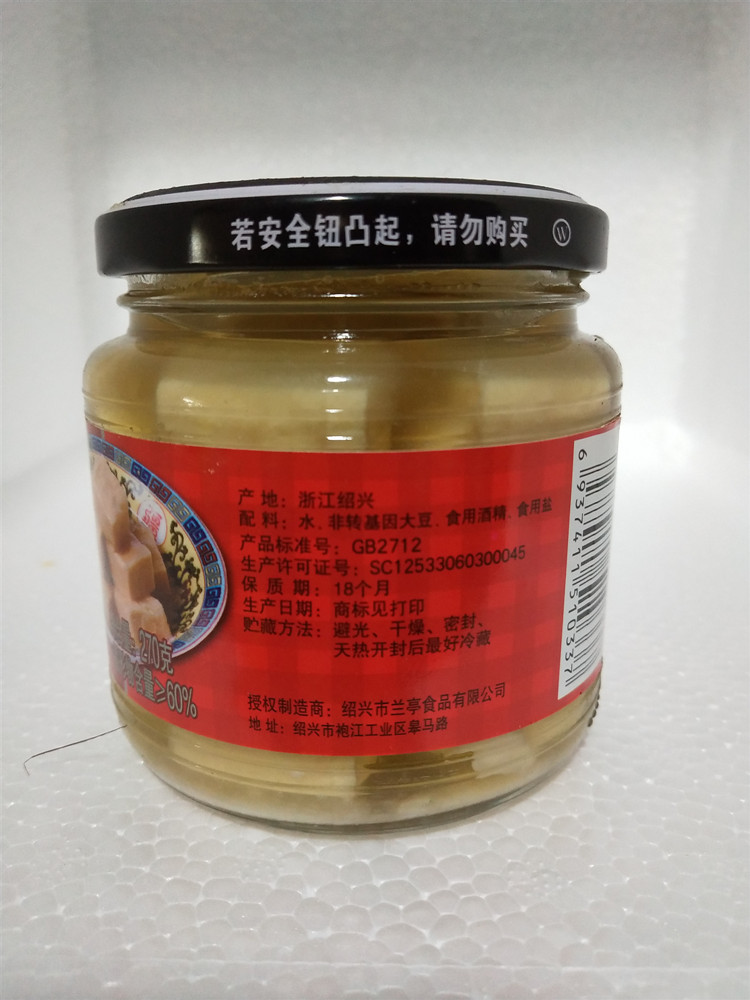 若安全钮凸起，请勿购买 W
产 地：浙江绍兴
配 料：水、非转基因大豆、食用酒精、食用盐
产品标准号：GB2712
生产许可证号：SC12533060300045
保 质 期：18个月
生产日期：商标见打印
贮藏方法：避光、干燥、密封、
天热开封后最好冷藏
授权制造商：绍兴市兰亭食品有限公司
地 址：绍兴市袍江工业区皋马路
270克
含量≥60%
6937411510337